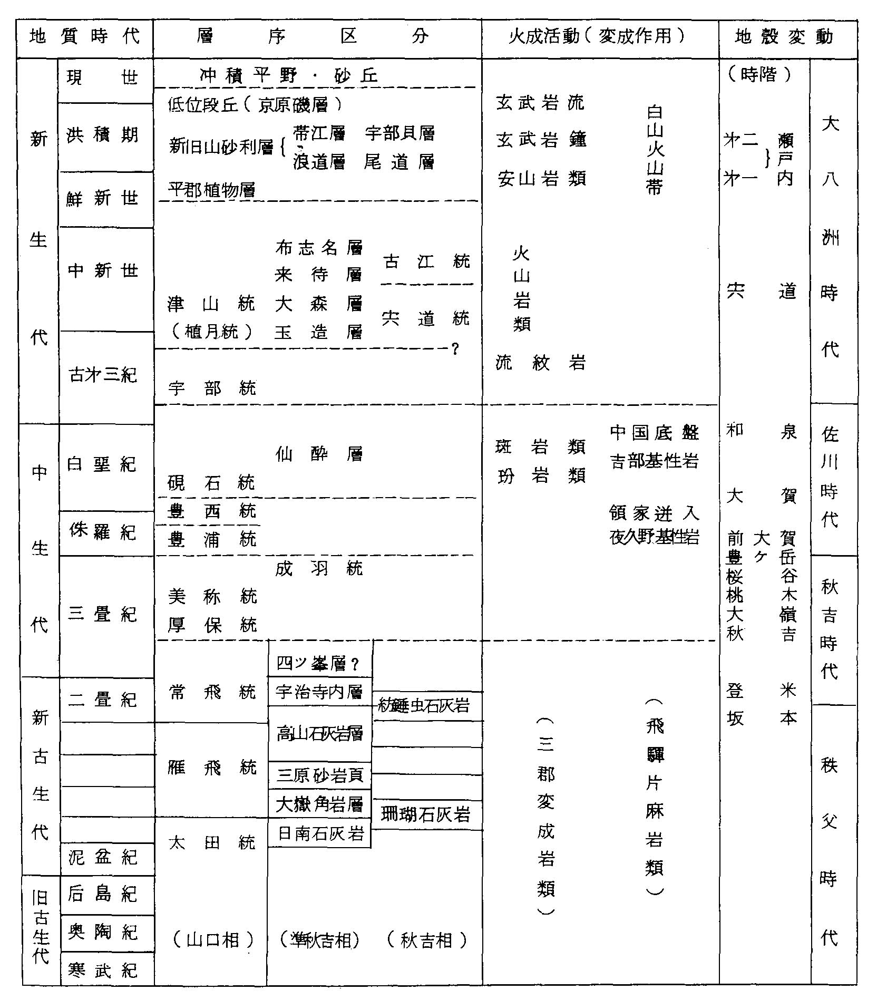 地質時代 層序区分 火成活動(変成作用) 地殻変動
新生代
現世
洪積期
鮮新世
中新世
古才三紀
中生代
白堊紀
侏羅紀
三畳紀
新古生代
二畳紀
泥盆紀
旧古生代
后島紀
奥陶紀
寒武紀
冲積平野・砂丘
低位段丘(京原礫層)
新旧山砂利層{
帯江層 宇部貝層
浪道層 尾道層
平郡植物層
布志名層
来待層
古江統
津山統 大森層
(植月統) 玉造層
宍道統
?
宇部統
仙酔層
硯石統
豊西統
豊浦統
成羽統
美祢統
厚保統
常飛統
雁飛統
太田統
(山口相)
四ツ峯層?
宇治寺内層
高山石灰岩層
三原砂岩頁
大嶽角岩層
日南石灰岩
(準秋吉相)
紡錘虫石灰岩
珊瑚石灰岩
(秋吉相)
玄武岩流
玄武岩鐘
安山岩類
白山火山帯
火山岩類
流紋岩
斑岩類
玢岩類
中国底盤
吉部基性岩
領家迸入
夜久野基性岩
(三郡変成岩類)
(飛驒片麻岩類)
(時階)
才二
才一
}瀬戸内
宍道
和泉
大賀
前大賀
豊ケ岳
桜谷
桃木
大嶺
秋吉
登米
坂本
大八洲時代
佐川時代
秋吉時代
秩父時代